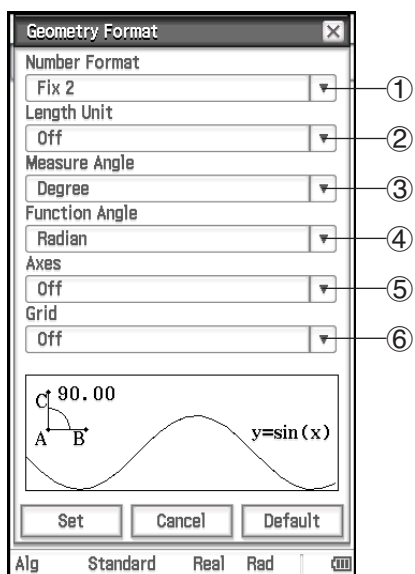 Geometry Format
Number Format
Fix 2 ①
Length Unit
Off ②
Measure Angle
Degree ③
Function Angle
Radian ④
Axes
Off ⑤
Grid
Off ⑥
C 90.00
A B y=sin(x)
Set Cancel Default
Alg Standard Real Rad